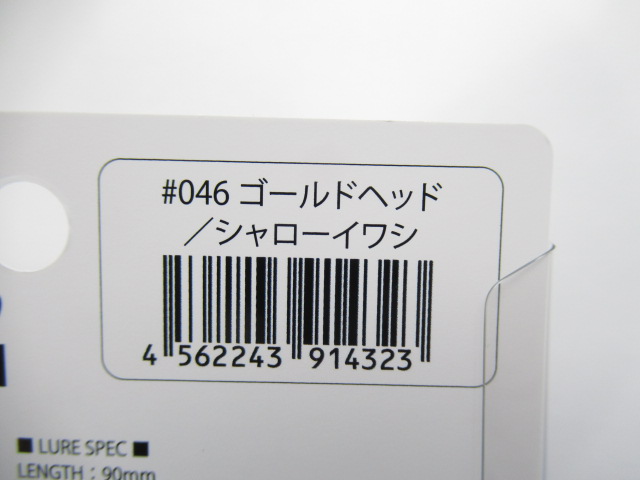 #046 ゴールドヘッド
／シャローイワシ
4 562243 914323
■ LURE SPEC ■
LENGTH : 90mm